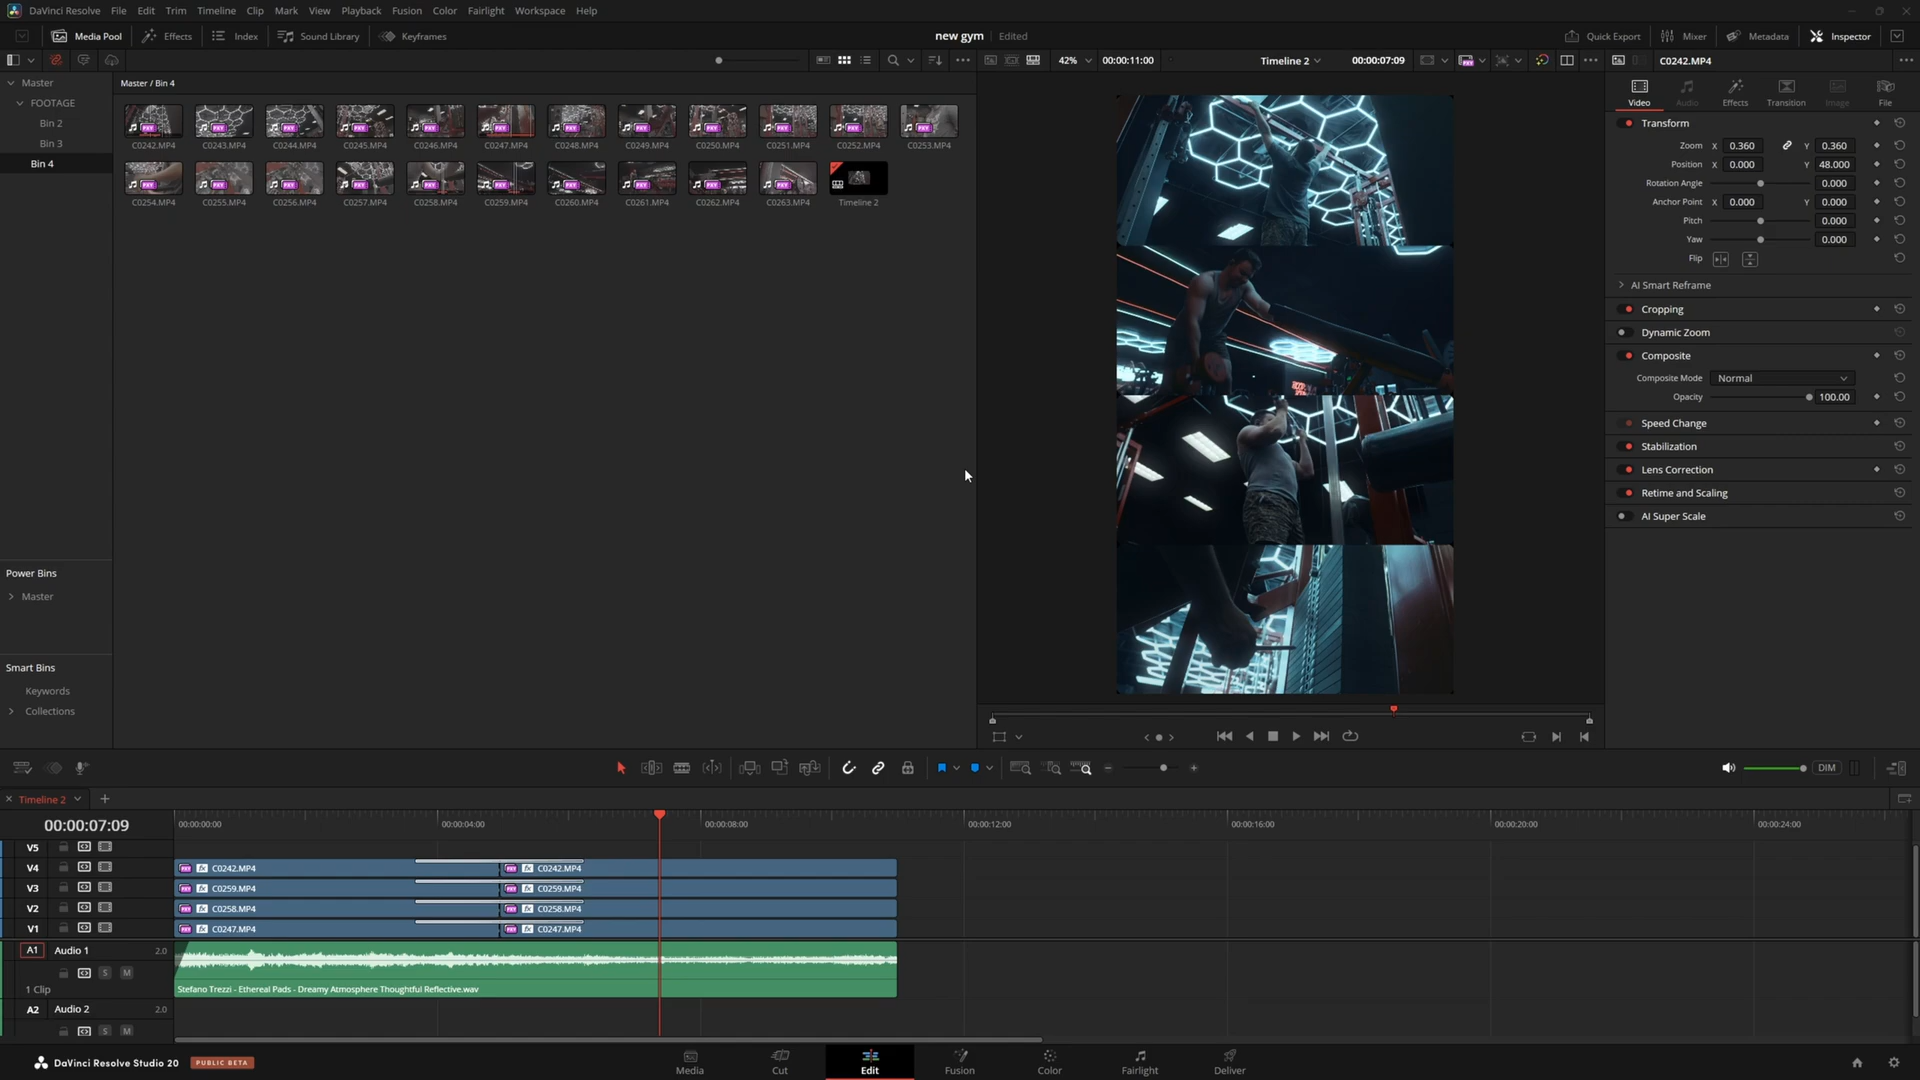 DaVinci Resolve File Edit Trim Timeline Clip Mark View Playback Fusion Color Fairlight Workspace Help
Media Pool Effects Index Sound Library Keyframes new gym Edited Quick Export Mixer Metadata Inspector
42% 00:00:11:00 Timeline 2 00:00:07:09 C0242.MP4
Master Master / Bin 4
FOOTAGE
Bin 2
Bin 3
Bin 4
C0242.MP4 C0243.MP4 C0244.MP4 C0245.MP4 C0246.MP4 C0247.MP4 C0248.MP4 C0249.MP4 C0250.MP4 C0251.MP4 C0252.MP4 C0253.MP4
C0254.MP4 C0255.MP4 C0256.MP4 C0257.MP4 C0258.MP4 C0259.MP4 C0260.MP4 C0261.MP4 C0262.MP4 C0263.MP4 Timeline 2
Video Audio Effects Transition Image File
Transform
Zoom X 0.360 Y 0.360
Position X 0.000 Y 48.000
Rotation Angle 0.000
Anchor Point X 0.000 Y 0.000
Pitch 0.000
Yaw 0.000
Flip
AI Smart Reframe
Cropping
Dynamic Zoom
Composite
Composite Mode Normal
Opacity 100.00
Speed Change
Stabilization
Lens Correction
Retime and Scaling
AI Super Scale
Power Bins
Master
Smart Bins
Keywords
Collections
DIM
Timeline 2
00:00:07:09 00:00:00:00 00:00:04:00 00:00:08:00 00:00:12:00 00:00:16:00 00:00:20:00 00:00:24:00
V5
V4 C0242.MP4 C0242.MP4
V3 C0259.MP4 C0259.MP4
V2 C0258.MP4 C0258.MP4
V1 C0247.MP4 C0247.MP4
A1 Audio 1 2.0
S M
1 Clip Stefano Trezzi - Ethereal Pads - Dreamy Atmosphere Thoughtful Reflective.wav
A2 Audio 2 2.0
S M
DaVinci Resolve Studio 20 PUBLIC BETA Media Cut Edit Fusion Color Fairlight Deliver